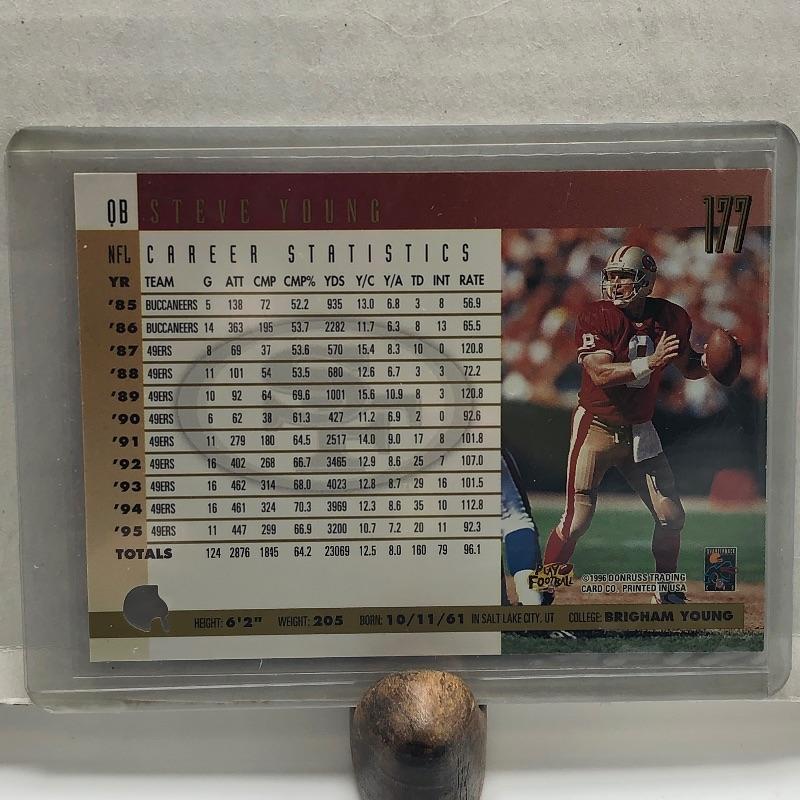 QB STEVE YOUNG 177
NFL CAREER STATISTICS
YR TEAM G ATT CMP CMP% YDS Y/C Y/A TD INT RATE
'85 BUCCANEERS 5 138 72 52.2 935 13.0 6.8 3 8 56.9
'86 BUCCANEERS 14 363 195 53.7 2282 11.7 6.3 8 13 65.5
'87 49ERS 8 69 37 53.6 570 15.4 8.3 10 0 120.8
'88 49ERS 11 101 54 53.5 680 12.6 6.7 3 3 72.2
'89 49ERS 10 92 64 69.6 1001 15.6 10.9 8 3 120.8
'90 49ERS 6 62 38 61.3 427 11.2 6.9 2 0 92.6
'91 49ERS 11 279 180 64.5 2517 14.0 9.0 17 8 101.8
'92 49ERS 16 402 268 66.7 3465 12.9 8.6 25 7 107.0
'93 49ERS 16 462 314 68.0 4023 12.8 8.7 29 16 101.5
'94 49ERS 16 461 324 70.3 3969 12.3 8.6 35 10 112.8
'95 49ERS 11 447 299 66.9 3200 10.7 7.2 20 11 92.3
TOTALS 124 2876 1845 64.2 23069 12.5 8.0 160 79 96.1
8
PLAY FOOTBALL
©1996 DONRUSS TRADING
CARD CO., PRINTED IN USA
HEIGHT: 6'2" WEIGHT: 205 BORN: 10/11/61 IN SALT LAKE CITY, UT COLLEGE: BRIGHAM YOUNG